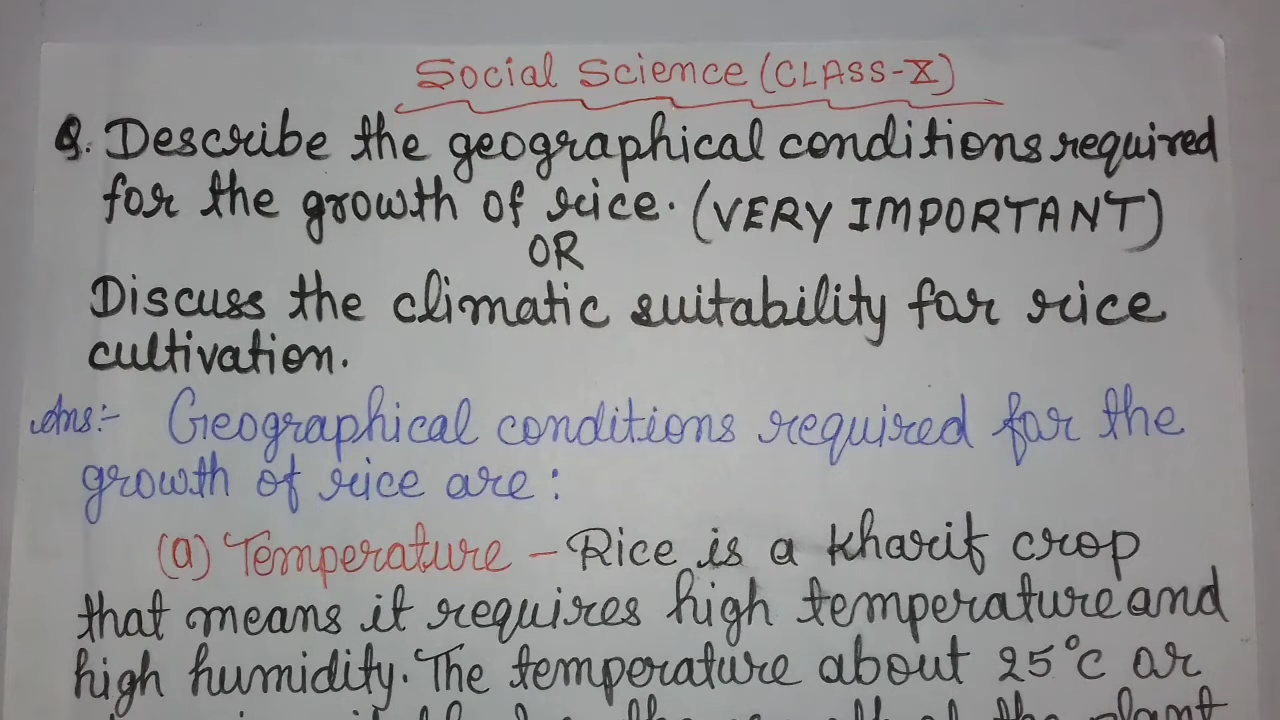 Social Science (CLASS-X)
Q. Describe the geographical conditions required
for the growth of rice. (VERY IMPORTANT)
OR
Discuss the climatic suitability for rice
cultivation.
Ans:- Geographical conditions required for the
growth of rice are:
(a) Temperature - Rice is a kharif crop
that means it requires high temperature and
high humidity. The temperature about 25°C or
the plant